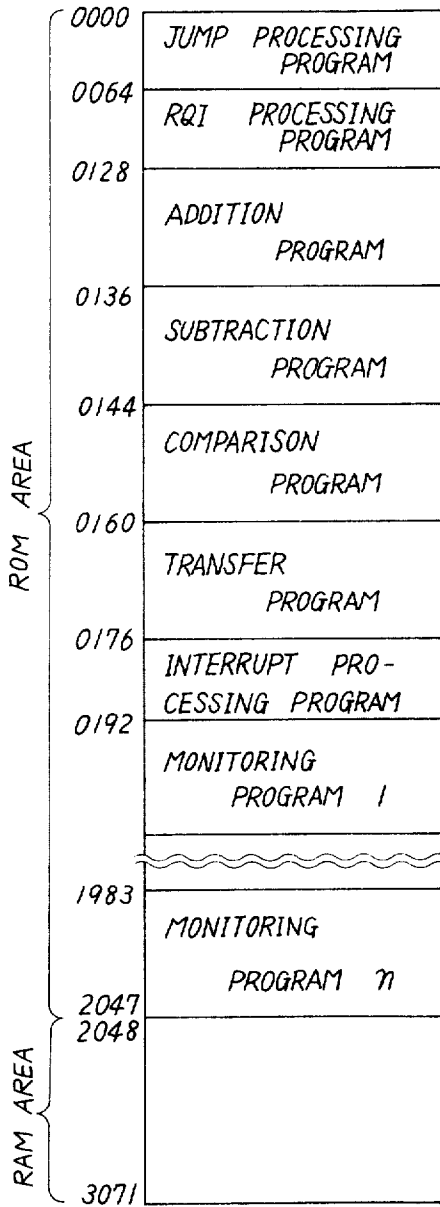 0000
JUMP PROCESSING
PROGRAM
0064
RQI PROCESSING
PROGRAM
0128
ADDITION
PROGRAM
0136
SUBTRACTION
PROGRAM
0144
COMPARISON
PROGRAM
ROM AREA
0160
TRANSFER
PROGRAM
0176
INTERRUPT PRO-
CESSING PROGRAM
0192
MONITORING
PROGRAM 1
1983
MONITORING
PROGRAM n
2047
2048
RAM AREA
3071